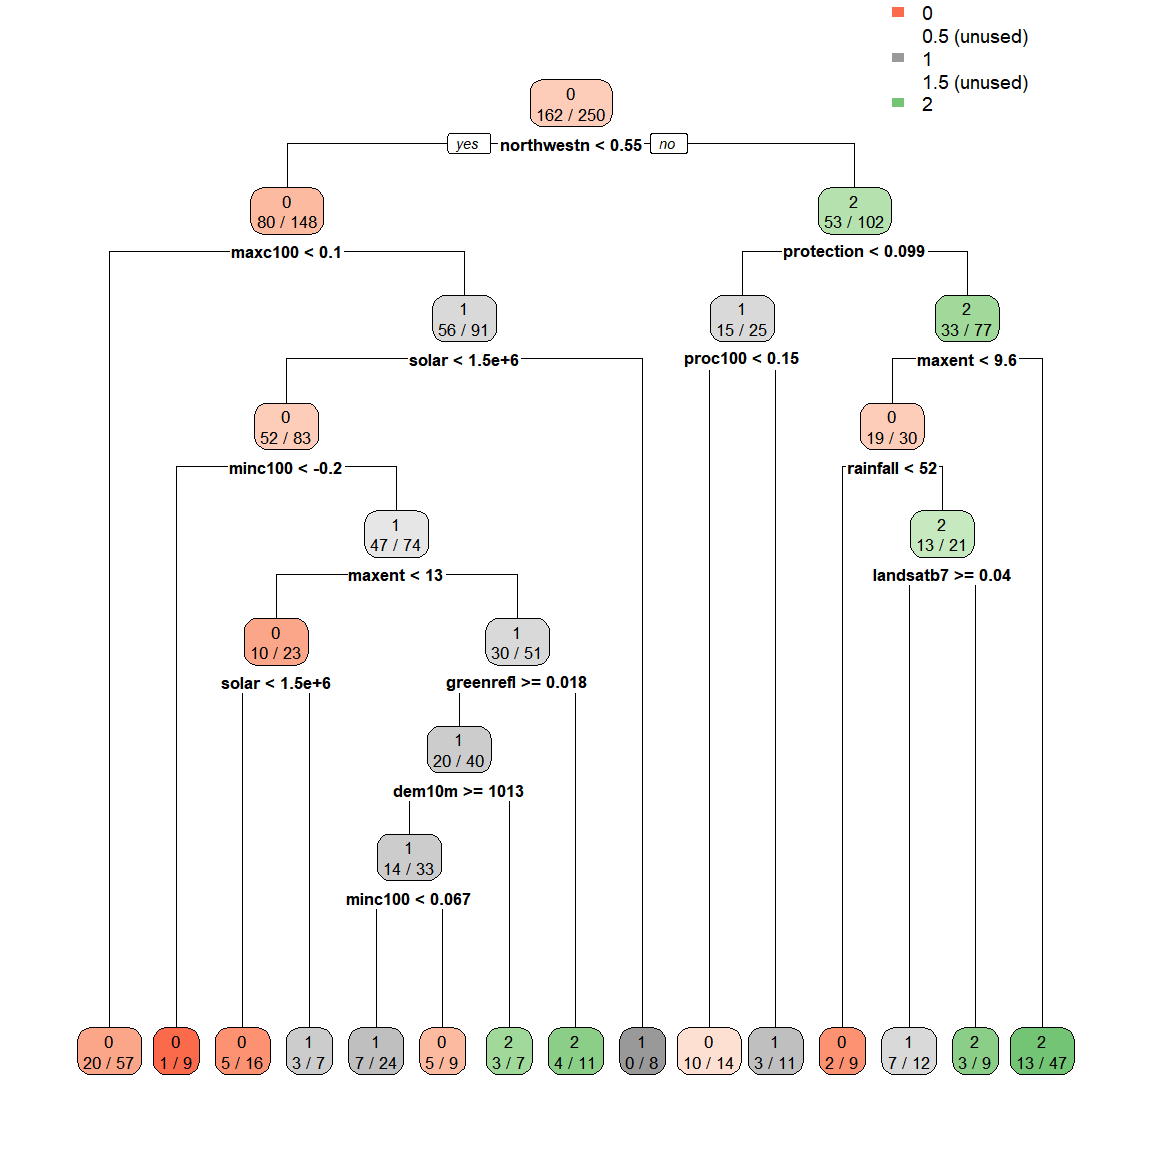 0
0.5 (unused)
1
1.5 (unused)
2
0
162 / 250
yes northwestn < 0.55 no
0
80 / 148
2
53 / 102
maxc100 < 0.1
protection < 0.099
1
56 / 91
1
15 / 25
2
33 / 77
solar < 1.5e+6
proc100 < 0.15
maxent < 9.6
0
52 / 83
0
19 / 30
minc100 < -0.2
rainfall < 52
1
47 / 74
2
13 / 21
maxent < 13
landsatb7 >= 0.04
0
10 / 23
1
30 / 51
solar < 1.5e+6
greenrefl >= 0.018
1
20 / 40
dem10m >= 1013
1
14 / 33
minc100 < 0.067
0
20 / 57
0
1 / 9
0
5 / 16
1
3 / 7
1
7 / 24
0
5 / 9
2
3 / 7
2
4 / 11
1
0 / 8
0
10 / 14
1
3 / 11
0
2 / 9
1
7 / 12
2
3 / 9
2
13 / 47